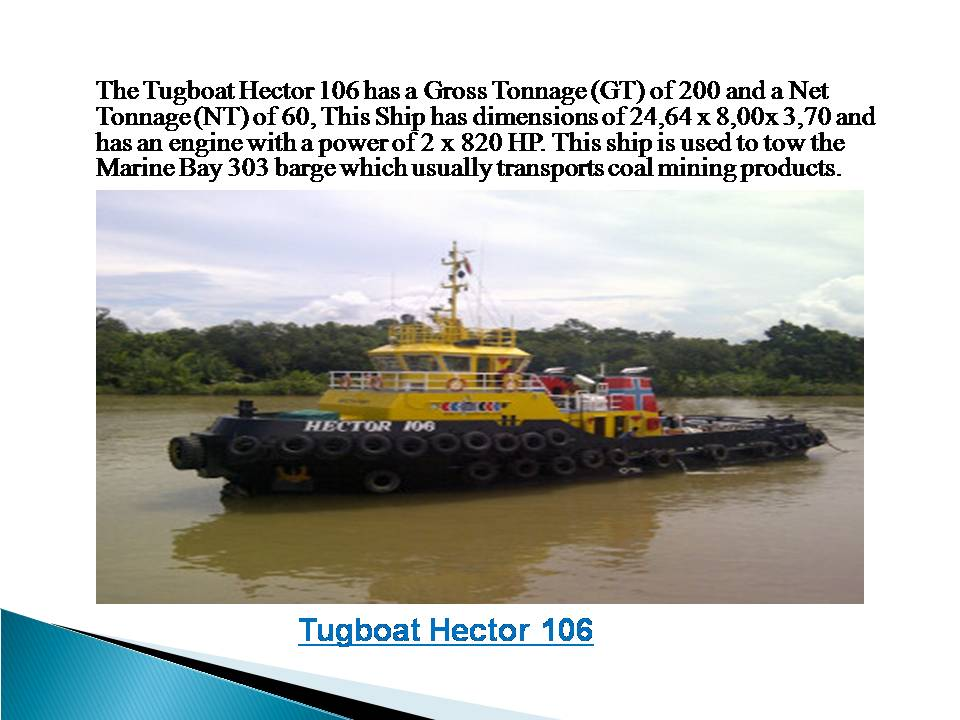 The Tugboat Hector 106 has a Gross Tonnage (GT) of 200 and a Net
Tonnage (NT) of 60, This Ship has dimensions of 24,64 x 8,00x 3,70 and
has an engine with a power of 2 x 820 HP. This ship is used to tow the
Marine Bay 303 barge which usually transports coal mining products.
HECTOR 106
Tugboat Hector 106